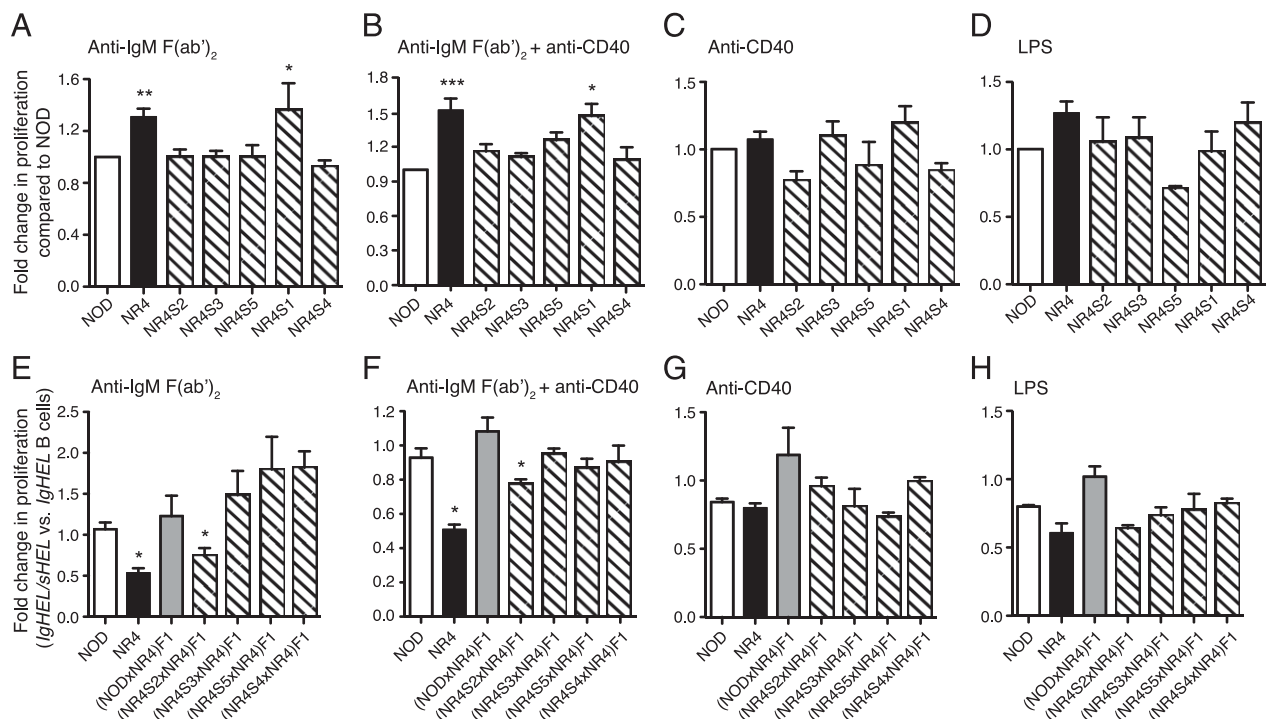 A
Anti-IgM F(ab')2
Fold change in proliferation
compared to NOD
1.6
1.2
0.8
0.4
0.0
**
*
NOD
NR4
NR4S2
NR4S3
NR4S5
NR4S1
NR4S4
B
Anti-IgM F(ab')2 + anti-CD40
1.8
1.5
1.2
0.9
0.6
0.3
0.0
***
*
NOD
NR4
NR4S2
NR4S3
NR4S5
NR4S1
NR4S4
C
Anti-CD40
1.5
1.0
0.5
0.0
NOD
NR4
NR4S2
NR4S3
NR4S5
NR4S1
NR4S4
D
LPS
1.5
1.0
0.5
0.0
NOD
NR4
NR4S2
NR4S3
NR4S5
NR4S1
NR4S4
E
Anti-IgM F(ab')2
Fold change in proliferation
(IgHEL/sHEL vs. IgHEL B cells)
2.5
2.0
1.5
1.0
0.5
0.0
*
*
NOD
NR4
(NODxNR4)F1
(NR4S2xNR4)F1
(NR4S3xNR4)F1
(NR4S5xNR4)F1
(NR4S4xNR4)F1
F
Anti-IgM F(ab')2 + anti-CD40
1.2
1.0
0.8
0.6
0.4
0.2
0.0
*
*
NOD
NR4
(NODxNR4)F1
(NR4S2xNR4)F1
(NR4S3xNR4)F1
(NR4S5xNR4)F1
(NR4S4xNR4)F1
G
Anti-CD40
1.5
1.0
0.5
0.0
NOD
NR4
(NODxNR4)F1
(NR4S2xNR4)F1
(NR4S3xNR4)F1
(NR4S5xNR4)F1
(NR4S4xNR4)F1
H
LPS
1.5
1.0
0.5
0.0
NOD
NR4
(NODxNR4)F1
(NR4S2xNR4)F1
(NR4S3xNR4)F1
(NR4S5xNR4)F1
(NR4S4xNR4)F1